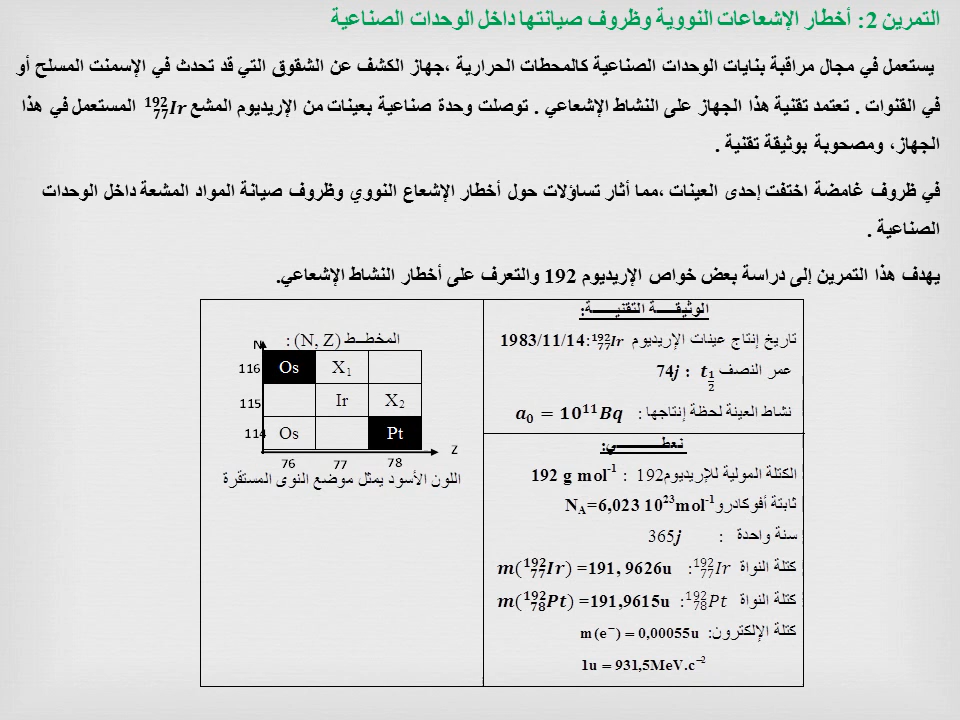 التمرين 2: أخطار الإشعاعات النووية وظروف صيانتها داخل الوحدات الصناعية
يستعمل في مجال مراقبة بنايات الوحدات الصناعية كالمحطات الحرارية ،جهاز الكشف عن الشقوق التي قد تحدث في الإسمنت المسلح أو
في القنوات . تعتمد تقنية هذا الجهاز على النشاط الإشعاعي . توصلت وحدة صناعية بعينات من الإريديوم المشع ¹⁹²₇₇Ir المستعمل في هذا
الجهاز، ومصحوبة بوثيقة تقنية .
في ظروف غامضة اختفت إحدى العينات ،مما أثار تساؤلات حول أخطار الإشعاع النووي وظروف صيانة المواد المشعة داخل الوحدات
الصناعية .
يهدف هذا التمرين إلى دراسة بعض خواص الإريديوم 192 والتعرف على أخطار النشاط الإشعاعي.
الوثيقـــة التقنيـــة:
تاريخ إنتاج عينات الإريديوم ¹⁹²₇₇Ir :1983/11/14
عمر النصف t½ : 74j
نشاط العينة لحظة إنتاجها : a₀ = 10¹¹Bq
نعطـــــي:
الكتلة المولية للإريديوم192 : 192 g mol⁻¹
ثابتة أفوكادروN_A=6,023 10²³mol⁻¹
سنة واحدة : 365j
كتلة النواة ¹⁹²₇₇Ir: m(¹⁹²₇₇Ir) =191, 9626u
كتلة النواة ¹⁹²₇₈Pt: m(¹⁹²₇₈Pt) =191,9615u
كتلة الإلكترون: m(e⁻) = 0,00055u
1u = 931,5MeV.c⁻²
المخطـط (N, Z) :
N
116 Os X₁
115 Ir X₂
114 Os Pt
Z
76 77 78
اللون الأسود يمثل موضع النوى المستقرة